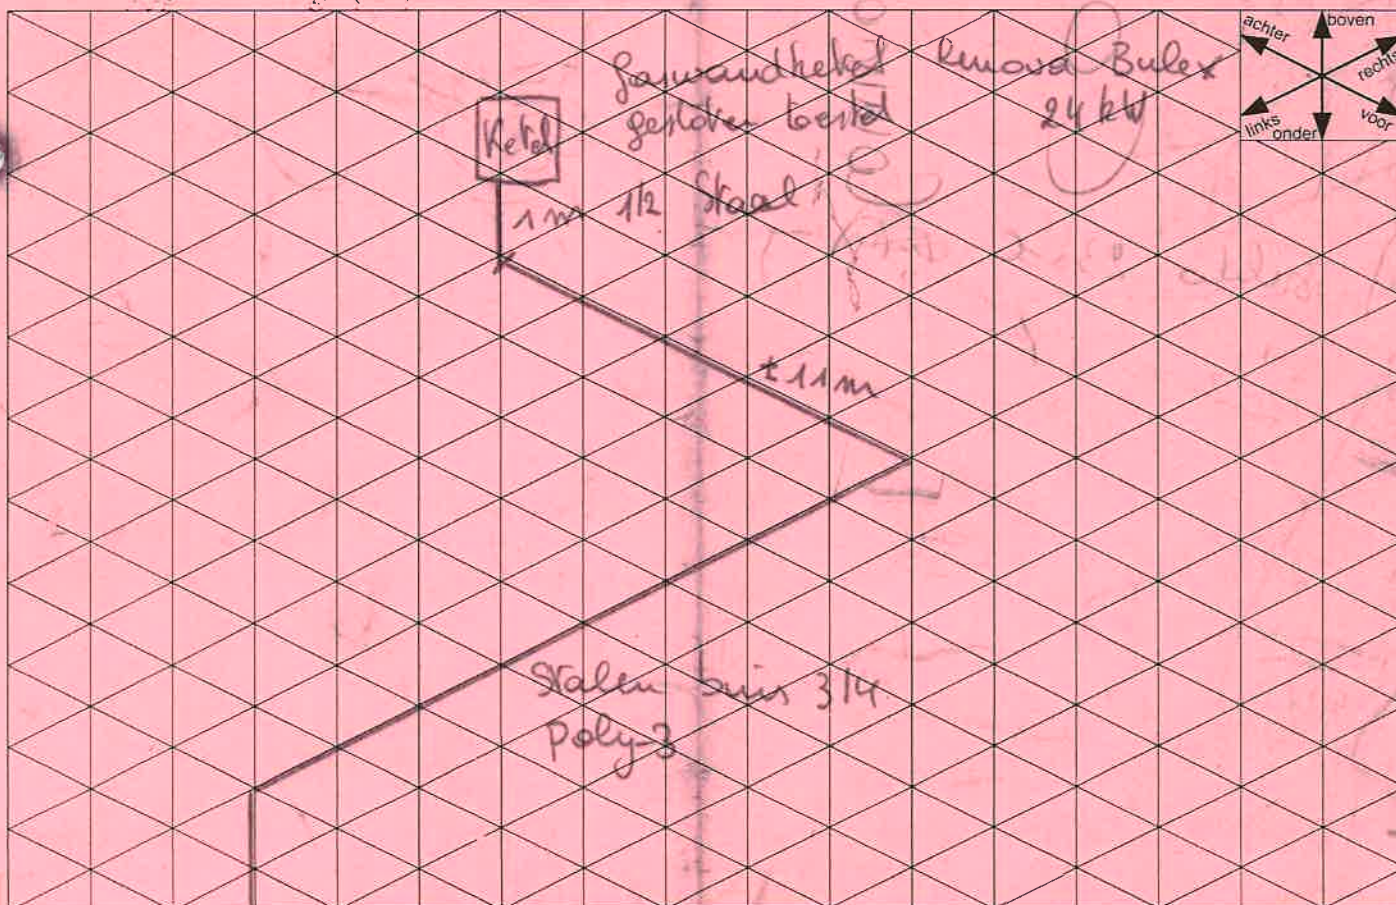 achter boven
rechts
links voor
onder
Gaswandketel Renova Bulex
gesloten toestel 24 kW
Ketel
1 m 1/2 Staal
± 11 m
Stalen buis 3/4
Poly-3